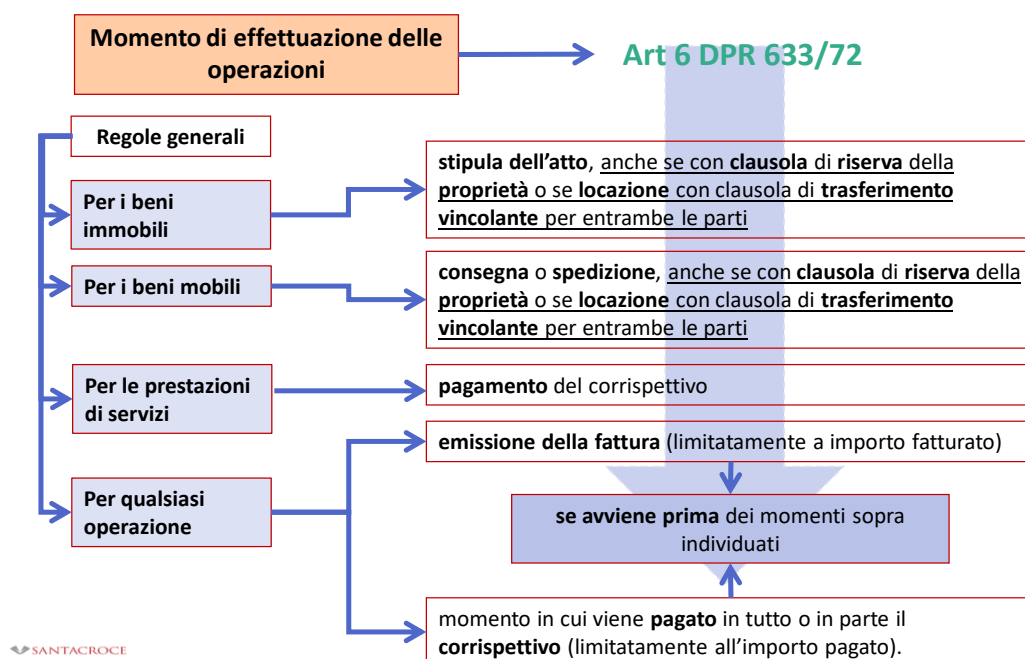 Momento di effettuazione delle
operazioni
Art 6 DPR 633/72
Regole generali
Per i beni
immobili
stipula dell'atto, anche se con clausola di riserva della
proprietà o se locazione con clausola di trasferimento
vincolante per entrambe le parti
Per i beni mobili
consegna o spedizione, anche se con clausola di riserva della
proprietà o se locazione con clausola di trasferimento
vincolante per entrambe le parti
Per le prestazioni
di servizi
pagamento del corrispettivo
Per qualsiasi
operazione
emissione della fattura (limitatamente a importo fatturato)
se avviene prima dei momenti sopra
individuati
momento in cui viene pagato in tutto o in parte il
corrispettivo (limitatamente all'importo pagato).
SANTACROCE